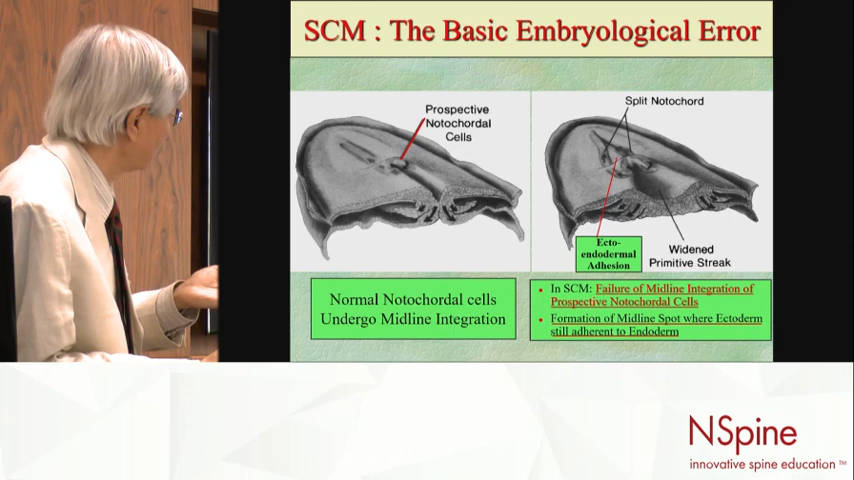 SCM : The Basic Embryological Error
Prospective
Notochordal
Cells
Split Notochord
Ecto-
endodermal
Adhesion
Widened
Primitive Streak
Normal Notochordal cells
Undergo Midline Integration
• In SCM: Failure of Midline Integration of
Prospective Notochordal Cells
• Formation of Midline Spot where Ectoderm
still adherent to Endoderm
NSpine
innovative spine education ™